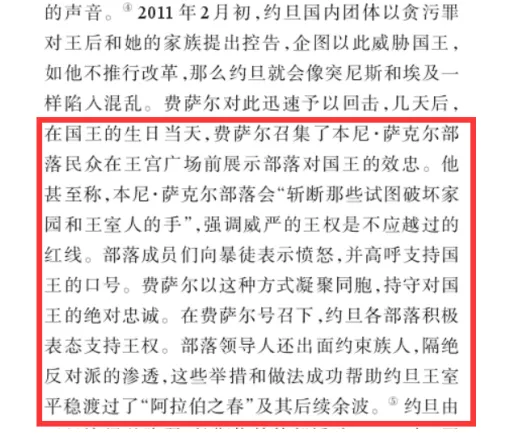 的声音。④ 2011 年 2 月初，约旦国内团体以贪污罪
对王后和她的家族提出控告，企图以此威胁国王，
如他不推行改革，那么约旦就会像突尼斯和埃及一
样陷入混乱。费萨尔对此迅速予以回击，几天后，
在国王的生日当天，费萨尔召集了本尼·萨克尔部
落民众在王宫广场前展示部落对国王的效忠。他
甚至称，本尼·萨克尔部落会“斩断那些试图破坏家
园和王室人的手”，强调威严的王权是不应越过的
红线。部落成员们向暴徒表示愤怒，并高呼支持国
王的口号。费萨尔以这种方式凝聚同胞，持守对国
王的绝对忠诚。在费萨尔号召下，约旦各部落积极
表态支持王权。部落领导人还出面约束族人，隔绝
反对派的渗透，这些举措和做法成功帮助约旦王室
平稳渡过了“阿拉伯之春”及其后续余波。⑤ 约旦由